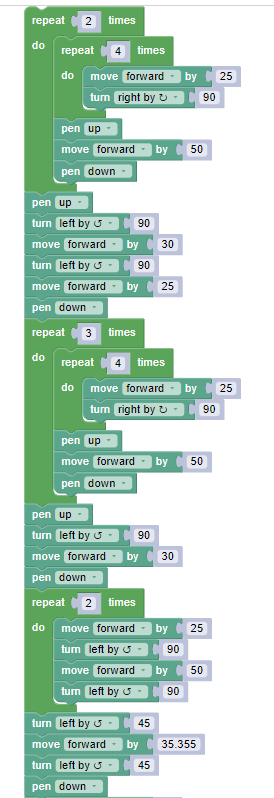 repeat 2 times
do repeat 4 times
do move forward by 25
turn right by ↻ 90
pen up
move forward by 50
pen down
pen up
turn left by ↺ 90
move forward by 30
turn left by ↺ 90
move forward by 25
pen down
repeat 3 times
do repeat 4 times
do move forward by 25
turn right by ↻ 90
pen up
move forward by 50
pen down
pen up
turn left by ↺ 90
move forward by 30
pen down
repeat 2 times
do move forward by 25
turn left by ↺ 90
move forward by 50
turn left by ↺ 90
turn left by ↺ 45
move forward by 35.355
turn left by ↺ 45
pen down